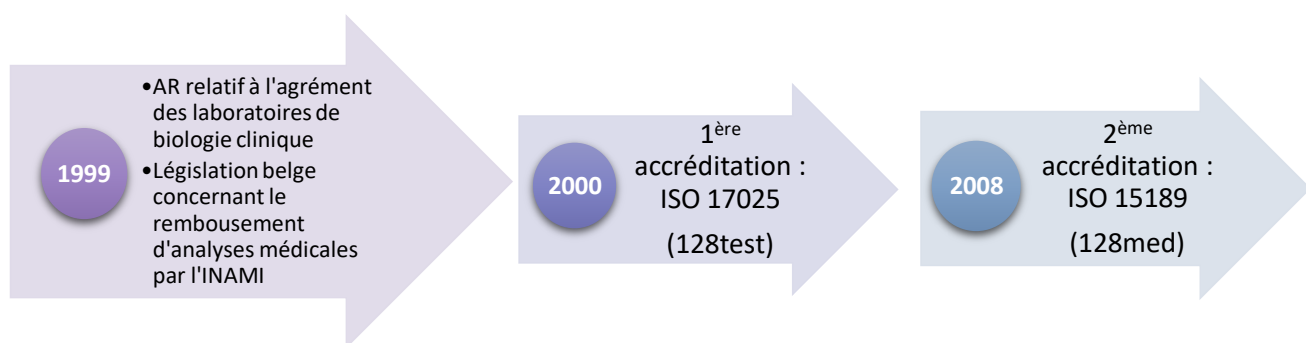 1999
•AR relatif à l'agrément
des laboratoires de
biologie clinique
•Législation belge
concernant le
rembousement
d'analyses médicales
par l'INAMI
2000
1ère
accréditation :
ISO 17025
(128test)
2008
2ème
accréditation :
ISO 15189
(128med)